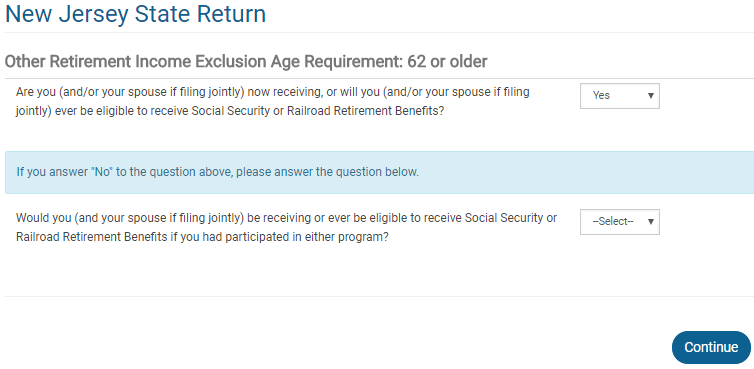 New Jersey State Return
Other Retirement Income Exclusion Age Requirement: 62 or older
Are you (and/or your spouse if filing jointly) now receiving, or will you (and/or your spouse if filing
jointly) ever be eligible to receive Social Security or Railroad Retirement Benefits?
Yes
If you answer "No" to the question above, please answer the question below.
Would you (and your spouse if filing jointly) be receiving or ever be eligible to receive Social Security or
Railroad Retirement Benefits if you had participated in either program?
--Select--
Continue